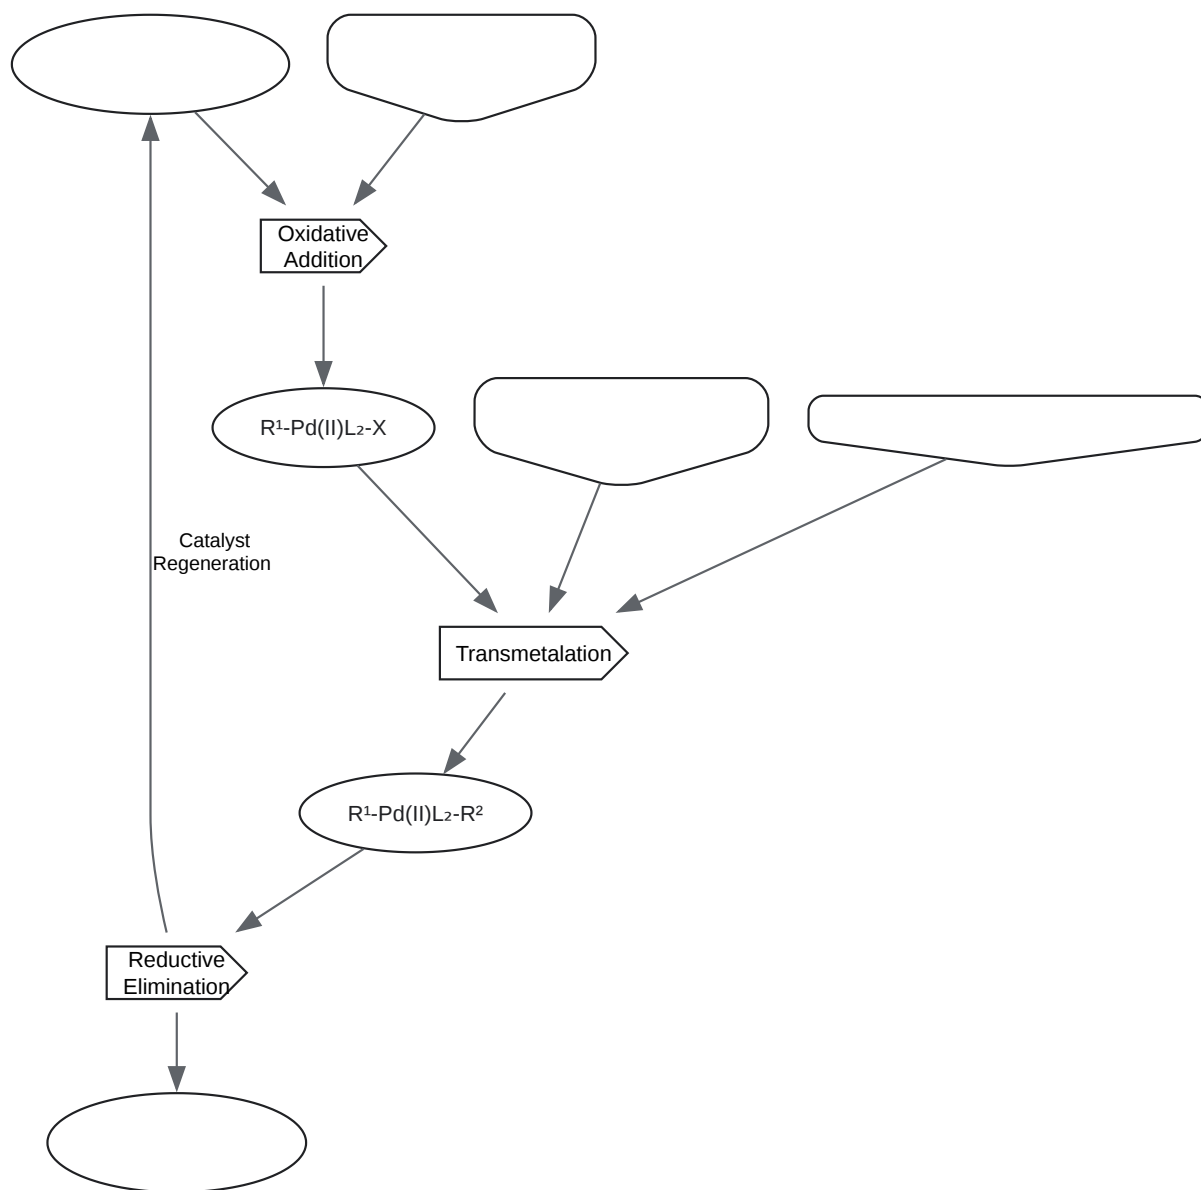 Oxidative
Addition
R¹-Pd(II)L₂-X
Catalyst
Regeneration
Transmetalation
R¹-Pd(II)L₂-R²
Reductive
Elimination